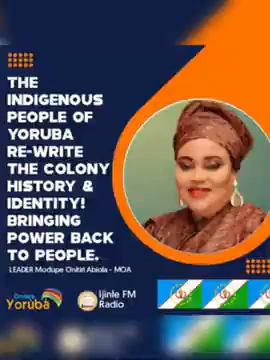 THE
INDIGENOUS
PEOPLE OF
YORUBA
RE-WRITE
THE COLONY
HISTORY &
IDENTITY!
BRINGING
POWER BACK
TO PEOPLE.
LEADER Modupe Onitiri Abiola - MOA
Yoruba
Ijinle FM
Radio